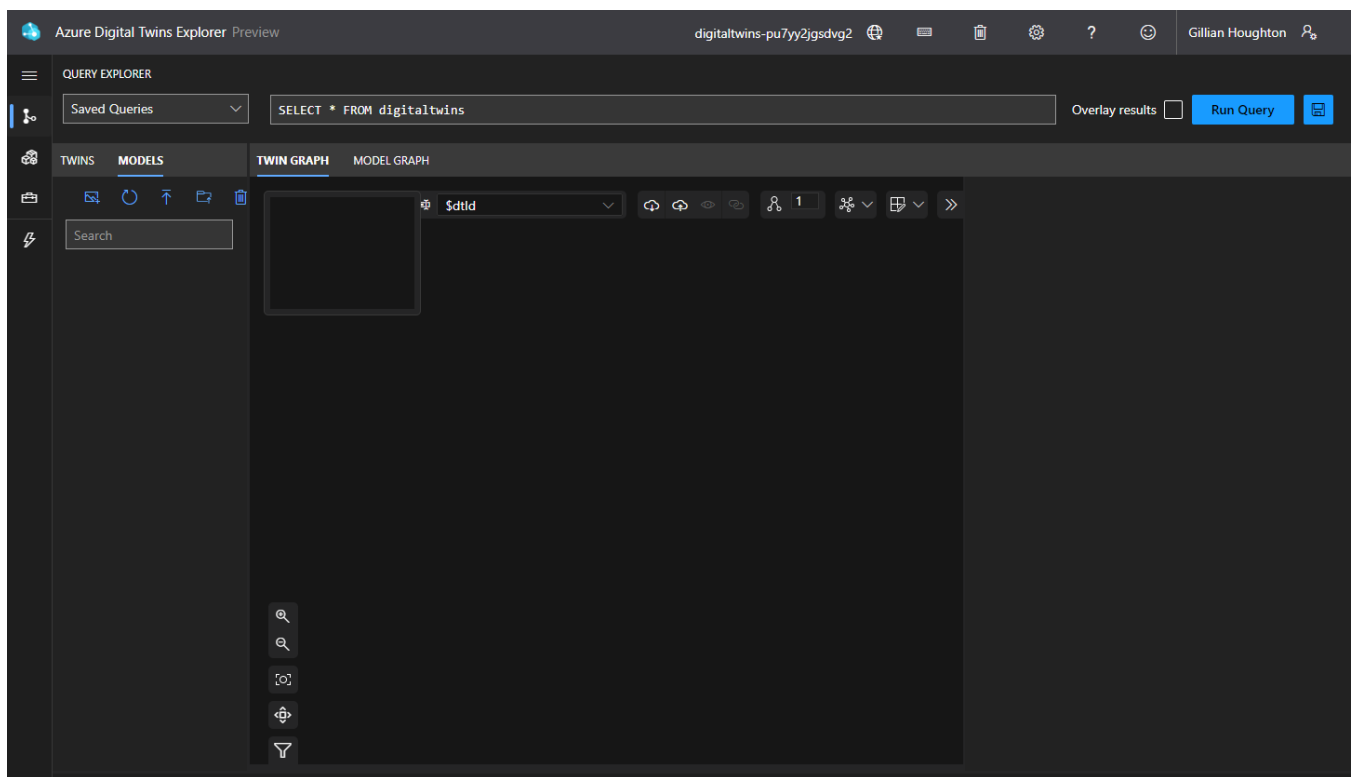 Azure Digital Twins Explorer Preview
digitaltwins-pu7yy2jgsdvg2
?
Gillian Houghton
QUERY EXPLORER
Saved Queries
SELECT * FROM digitaltwins
Overlay results
Run Query
TWINS
MODELS
TWIN GRAPH
MODEL GRAPH
$dtId
1
Search